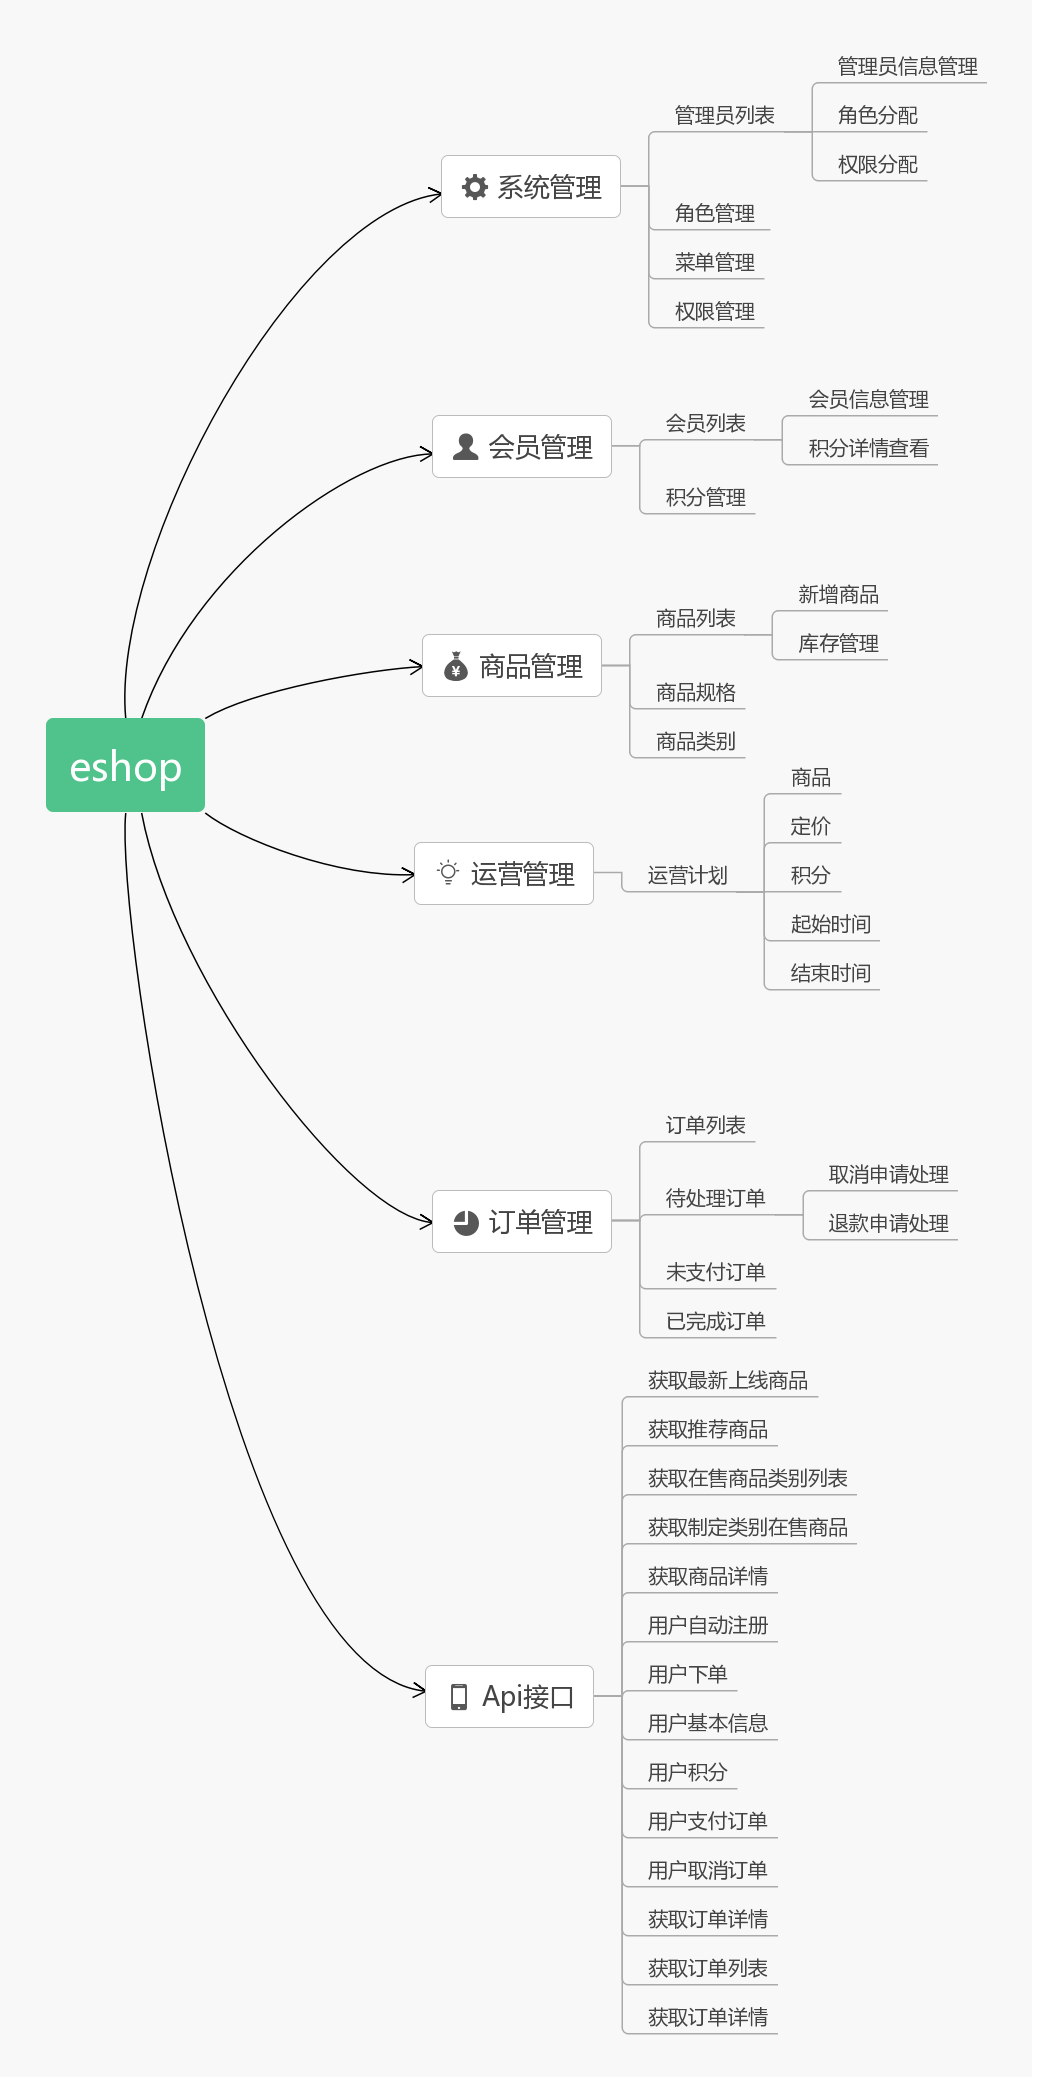 eshop
系统管理
管理员列表
管理员信息管理
角色分配
权限分配
角色管理
菜单管理
权限管理
会员管理
会员列表
会员信息管理
积分详情查看
积分管理
商品管理
商品列表
新增商品
库存管理
商品规格
商品类别
运营管理
运营计划
商品
定价
积分
起始时间
结束时间
订单管理
订单列表
待处理订单
取消申请处理
退款申请处理
未支付订单
已完成订单
Api接口
获取最新上线商品
获取推荐商品
获取在售商品类别列表
获取制定类别在售商品
获取商品详情
用户自动注册
用户下单
用户基本信息
用户积分
用户支付订单
用户取消订单
获取订单详情
获取订单列表
获取订单详情